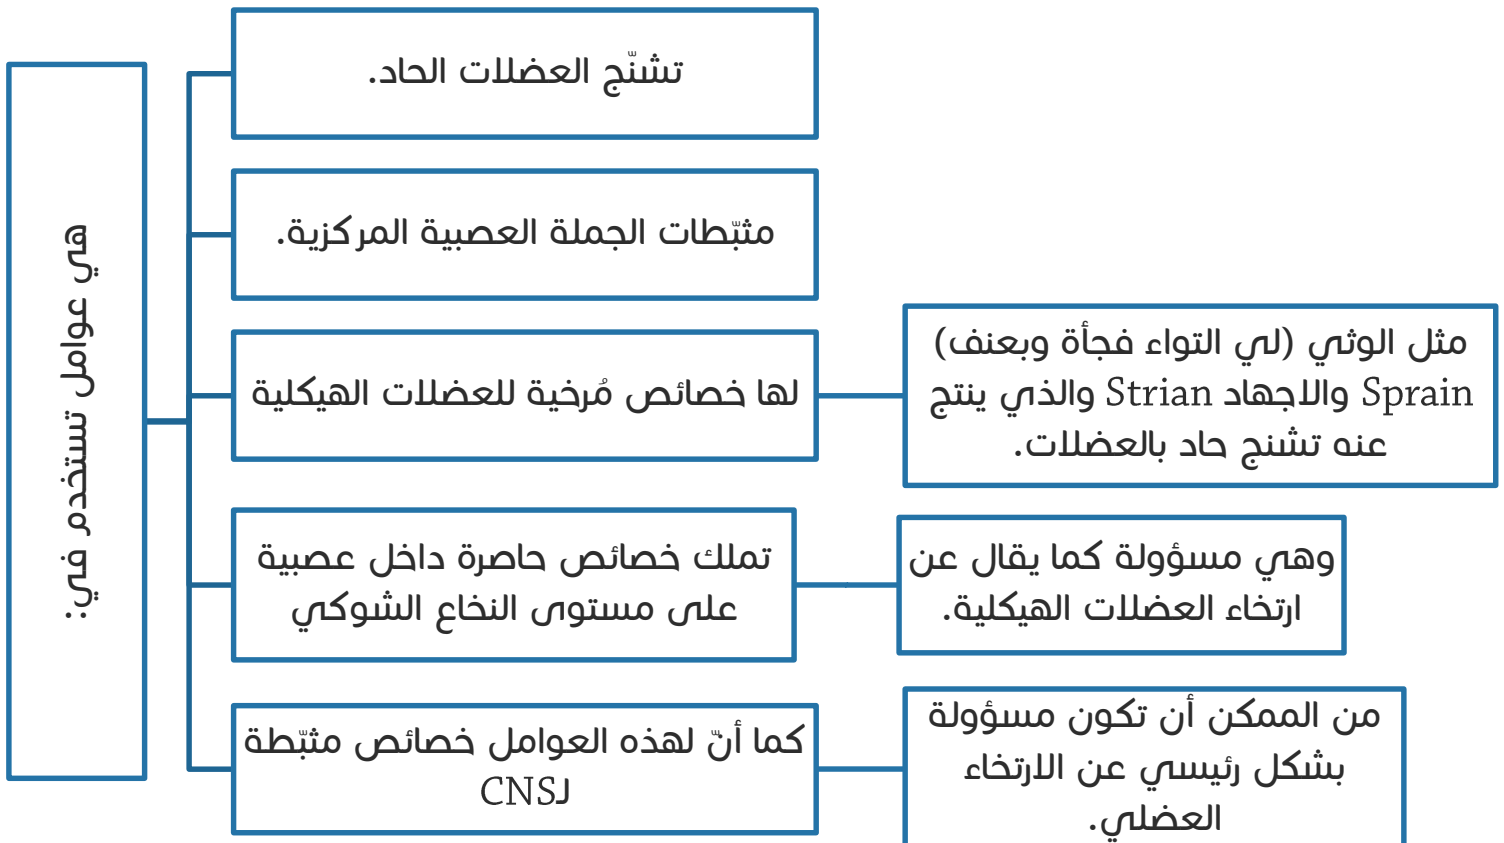 هي عوامل تستخدم في:
تشنّج العضلات الحاد.
مثبّطات الجملة العصبية المركزية.
لها خصائص مُرخية للعضلات الهيكلية
مثل الوثي (لي التواء فجأة وبعنف)
Sprain والاجهاد Strian والذي ينتج
عنه تشنج حاد بالعضلات.
تملك خصائص حاصرة داخل عصبية
على مستوى النخاع الشوكي
وهي مسؤولة كما يقال عن
ارتخاء العضلات الهيكلية.
كما أنّ لهذه العوامل خصائص مثبّطة
لـCNS
من الممكن أن تكون مسؤولة
بشكل رئيسي عن الارتخاء
العضلي.